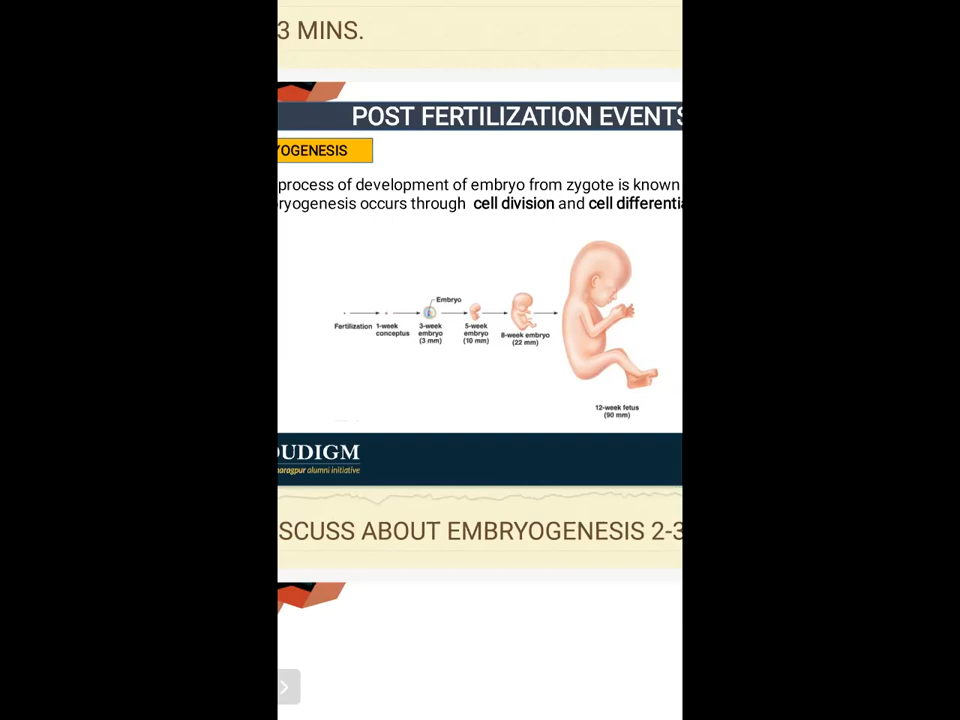 3 MINS.
POST FERTILIZATION EVENTS
YOGENESIS
process of development of embryo from zygote is known
ryogenesis occurs through cell division and cell differentia
Embryo
Fertilization 1-week conceptus 3-week embryo (3 mm) 5-week embryo (10 mm) 8-week embryo (22 mm)
12-week fetus
(90 mm)
DUDIGM
haragpur alumni initiative
SCUSS ABOUT EMBRYOGENESIS 2-3